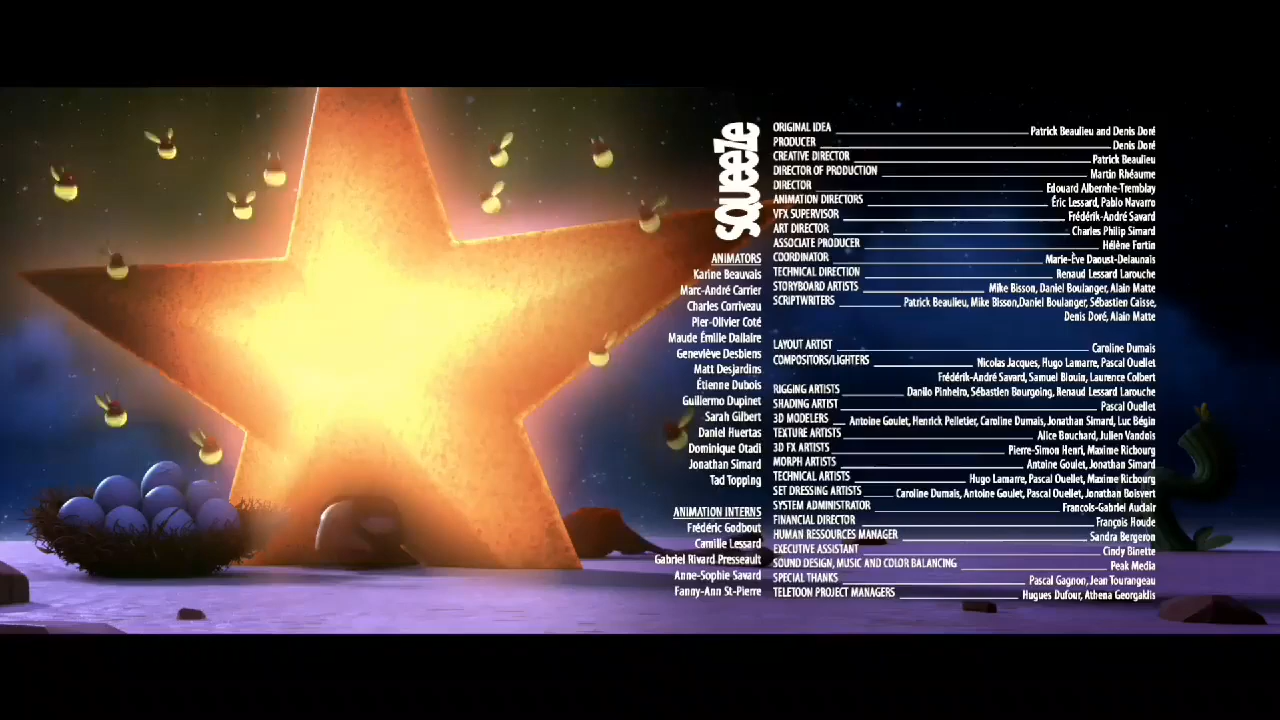 squeeze
ANIMATORS
Karine Beauvais
Marc-André Carrier
Charles Corriveau
Pier-Olivier Coté
Maude Émilie Dallaire
Geneviève Desbiens
Matt Desjardins
Étienne Dubois
Guillermo Dupinet
Sarah Gilbert
Daniel Huertas
Dominique Otadi
Jonathan Simard
Tad Topping
ANIMATION INTERNS
Frédéric Godbout
Camille Lessard
Gabriel Rivard Presseault
Anne-Sophie Savard
Fanny-Ann St-Pierre
ORIGINAL IDEA Patrick Beaulieu and Denis Doré
PRODUCER Denis Doré
CREATIVE DIRECTOR Patrick Beaulieu
DIRECTOR OF PRODUCTION Martin Rhéaume
DIRECTOR Edouard Albernhe-Tremblay
ANIMATION DIRECTORS Éric Lessard, Pablo Navarro
VFX SUPERVISOR Frédérik-André Savard
ART DIRECTOR Charles Philip Simard
ASSOCIATE PRODUCER Hélène Fortin
COORDINATOR Marie-Ève Daoust-Delaunais
TECHNICAL DIRECTION Renaud Lessard Larouche
STORYBOARD ARTISTS Mike Bisson, Daniel Boulanger, Alain Matte
SCRIPTWRITERS Patrick Beaulieu, Mike Bisson,Daniel Boulanger, Sébastien Caisse,
Denis Doré, Alain Matte
LAYOUT ARTIST Caroline Dumais
COMPOSITORS/LIGHTERS Nicolas Jacques, Hugo Lamarre, Pascal Ouellet
Frédérik-André Savard, Samuel Blouin, Laurence Colbert
RIGGING ARTISTS Danilo Pinheiro, Sébastien Bourgoing, Renaud Lessard Larouche
SHADING ARTIST Pascal Ouellet
3D MODELERS Antoine Goulet, Henrick Pelletier, Caroline Dumais, Jonathan Simard, Luc Bégin
TEXTURE ARTISTS Alice Bouchard, Julien Vandois
3D FX ARTISTS Pierre-Simon Henri, Maxime Ricbourg
MORPH ARTISTS Antoine Goulet, Jonathan Simard
TECHNICAL ARTISTS Hugo Lamarre, Pascal Ouellet, Maxime Ricbourg
SET DRESSING ARTISTS Caroline Dumais, Antoine Goulet, Pascal Ouellet, Jonathan Boisvert
SYSTEM ADMINISTRATOR Francois-Gabriel Auclair
FINANCIAL DIRECTOR François Houde
HUMAN RESSOURCES MANAGER Sandra Bergeron
EXECUTIVE ASSISTANT Cindy Binette
SOUND DESIGN, MUSIC AND COLOR BALANCING Peak Media
SPECIAL THANKS Pascal Gagnon, Jean Tourangeau
TELETOON PROJECT MANAGERS Hugues Dufour, Athena Georgaklis